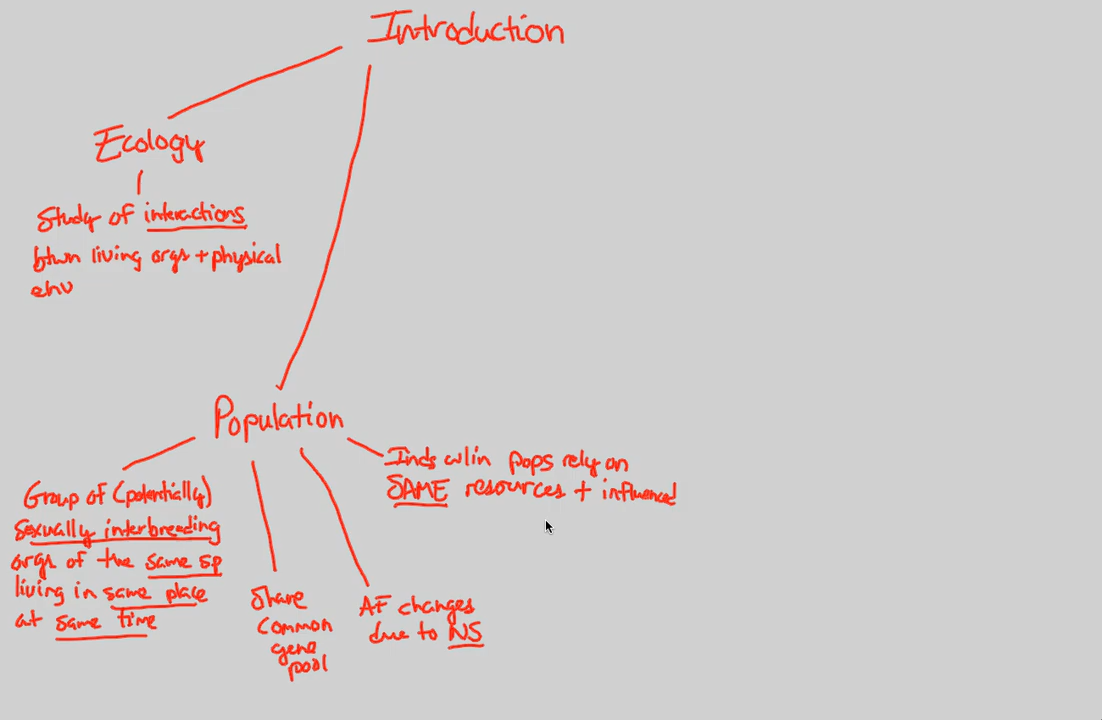 Introduction
Ecology
Study of interactions
btwn living orgs + physical
env
Population
Inds w/in pops rely on
SAME resources + influenced
Group of (potentially)
sexually interbreeding
orgs of the same sp
living in same place
at same time
Share
common
gene
pool
AF changes
due to NS